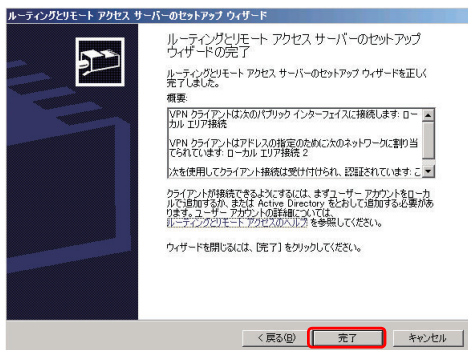 ルーティングとリモート アクセス サーバーのセットアップ ウィザード
ルーティングとリモート アクセス サーバーのセットアップ
ウィザードの完了
ルーティングとリモート アクセス サーバーのセットアップ ウィザードを正しく
完了しました。
概要:
VPN クライアントは次のパブリック インターフェイスに接続します: ロー
カル エリア接続
VPN クライアントはアドレスの指定のために次のネットワークに割り当
てられています: ローカル エリア接続 2
次を使用してクライアント接続は受け付けられ、認証されています: こ
クライアントが接続できるようにするには、まずユーザー アカウントをローカ
ルで追加するか、または Active Directory をとおして追加する必要があ
ります。ユーザー アカウントの詳細については、
ルーティングとリモート アクセスのヘルプ を参照してください。
ウィザードを閉じるには、[完了] をクリックしてください。
< 戻る(B)
完了
キャンセル